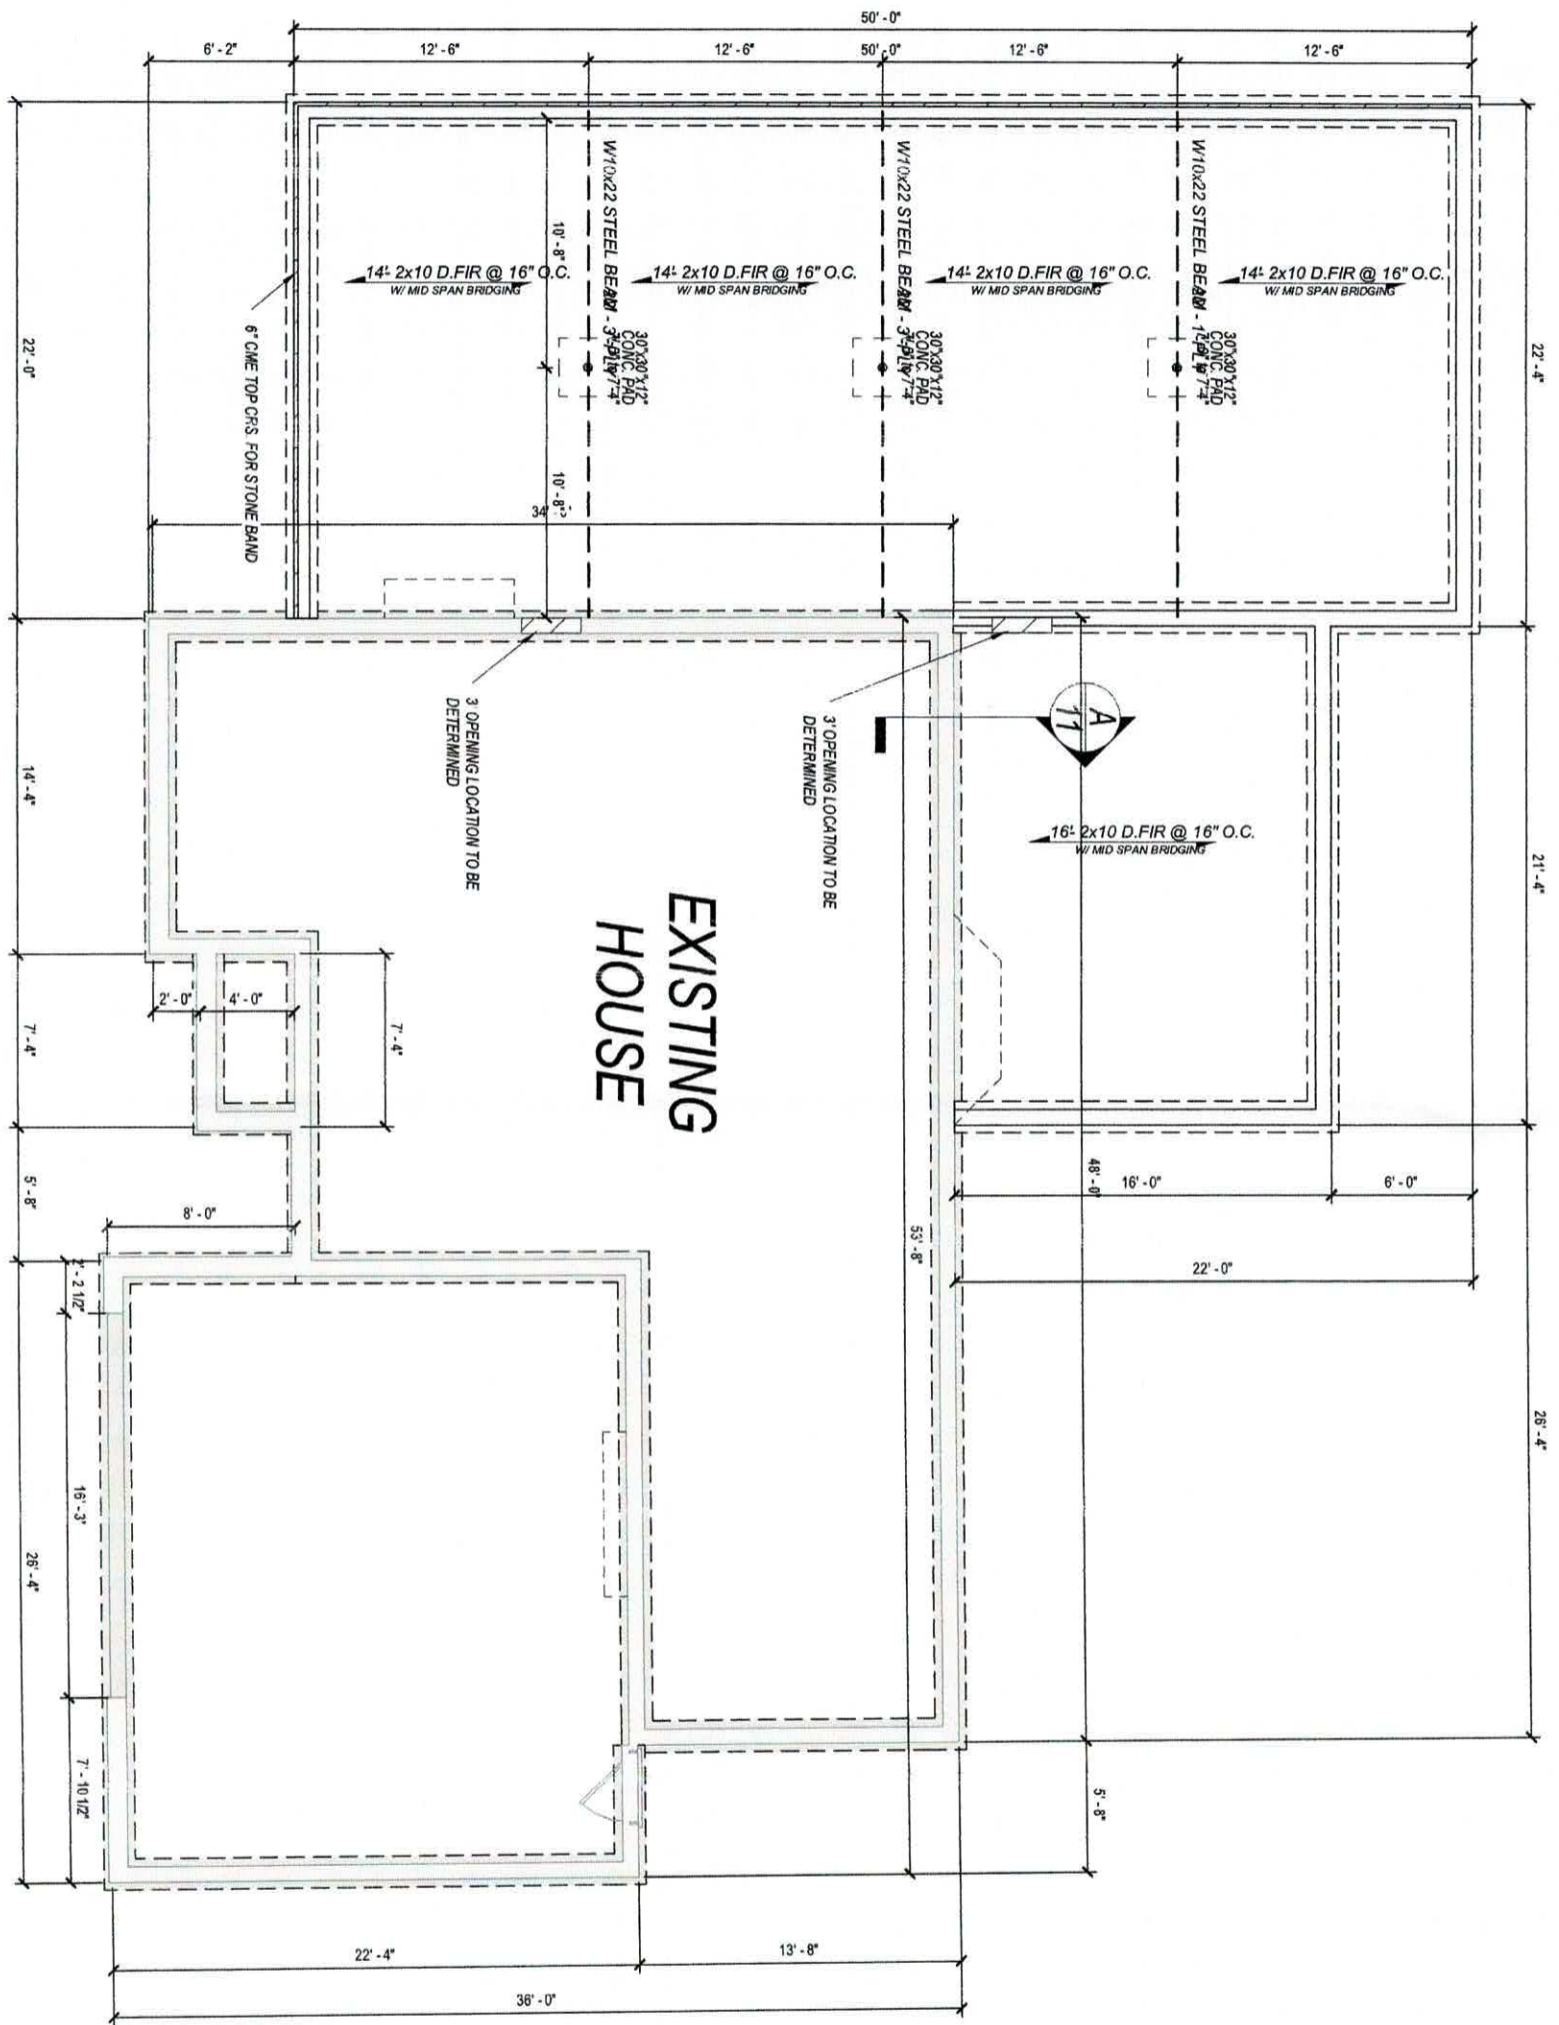 50' - 0"
6' - 2"
12' - 6"
12' - 6"
50' - 0"
12' - 6"
12' - 6"
W10x22 STEEL BEAM
W10x22 STEEL BEAM
W10x22 STEEL BEAM
14'- 2x10 D.FIR @ 16" O.C.
W/ MID SPAN BRIDGING
14'- 2x10 D.FIR @ 16" O.C.
W/ MID SPAN BRIDGING
14'- 2x10 D.FIR @ 16" O.C.
W/ MID SPAN BRIDGING
14'- 2x10 D.FIR @ 16" O.C.
W/ MID SPAN BRIDGING
10' - 8"
10' - 8"
30"x30"x12"
CONC. PAD
30"x30"x12"
CONC. PAD
30"x30"x12"
CONC. PAD
6" CME TOP CRS. FOR STONE BAND
22' - 0"
22' - 4"
3' OPENING LOCATION TO BE
DETERMINED
3' OPENING LOCATION TO BE
DETERMINED
A
11
16'- 2x10 D.FIR @ 16" O.C.
W/ MID SPAN BRIDGING
14' - 4"
21' - 4"
EXISTING
HOUSE
2' - 0"
4' - 0"
7' - 4"
7' - 4"
5' - 8"
8' - 0"
48' - 0"
16' - 0"
6' - 0"
53' - 8"
22' - 0"
2' - 2 1/2"
16' - 3"
26' - 4"
26' - 4"
7' - 10 1/2"
5' - 8"
22' - 4"
13' - 8"
36' - 0"